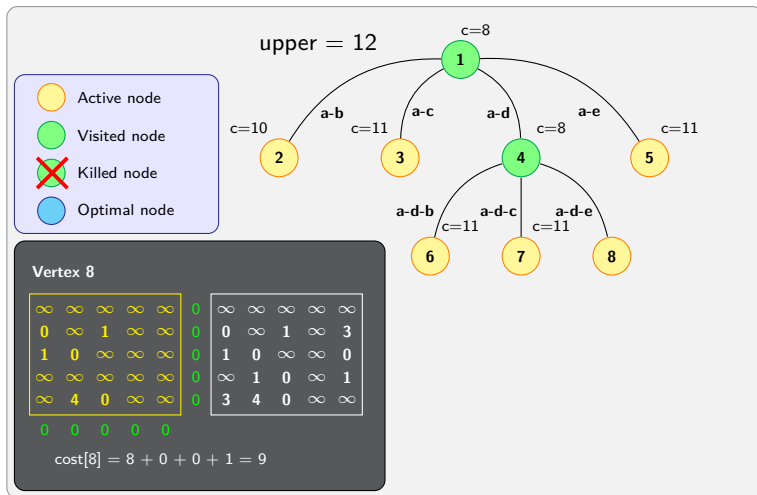 upper = 12
c=8
1
Active node
Visited node
Killed node
Optimal node
a-b
a-c
a-d
a-e
c=10
c=11
c=8
c=11
2
3
4
5
a-d-b
a-d-c
a-d-e
c=11
c=11
6
7
8
Vertex 8
∞ ∞ ∞ ∞ ∞ 0 ∞ ∞ ∞ ∞ ∞
0 ∞ 1 ∞ ∞ 0 0 ∞ 1 ∞ 3
1 0 ∞ ∞ ∞ 0 1 0 ∞ ∞ 0
∞ ∞ ∞ ∞ ∞ 0 ∞ 1 0 ∞ 1
∞ 4 0 ∞ ∞ 0 3 4 0 ∞ ∞
0 0 0 0 0
cost[8] = 8 + 0 + 0 + 1 = 9